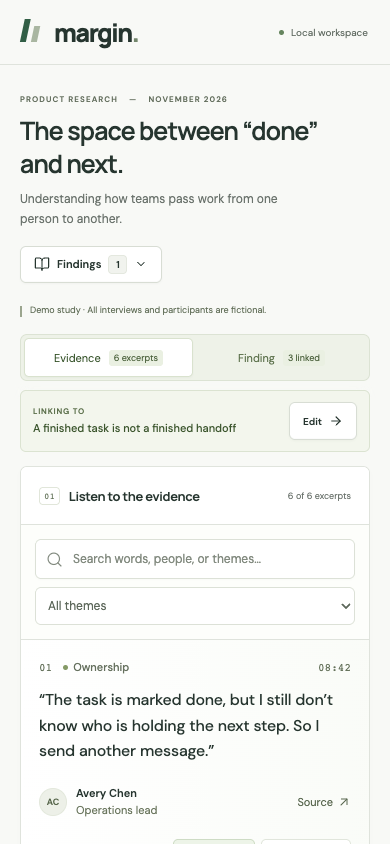 margin.
Local workspace
PRODUCT RESEARCH — NOVEMBER 2026
The space between “done”
and next.
Understanding how teams pass work from one
person to another.
Findings 1
Demo study · All interviews and participants are fictional.
Evidence 6 excerpts
Finding 3 linked
LINKING TO
A finished task is not a finished handoff
Edit
01 Listen to the evidence
6 of 6 excerpts
Search words, people, or themes…
All themes
01 Ownership
08:42
“The task is marked done, but I still don’t
know who is holding the next step. So I
send another message.”
AC
Avery Chen
Operations lead
Source